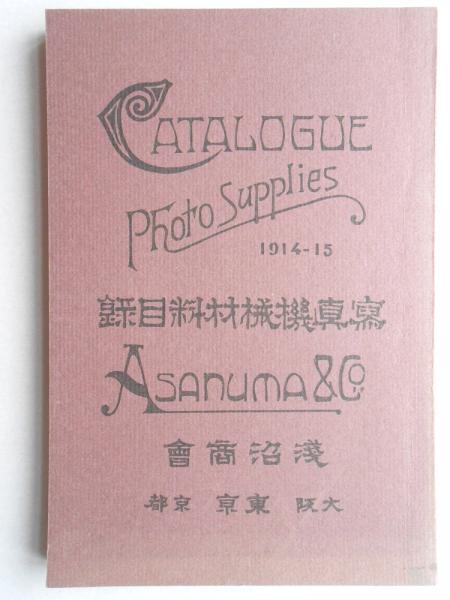 CATALOGUE
Photo Supplies
1914-15
寫眞機械材料目錄
ASANUMA & Co.
淺沼商會
大阪 東京 京都